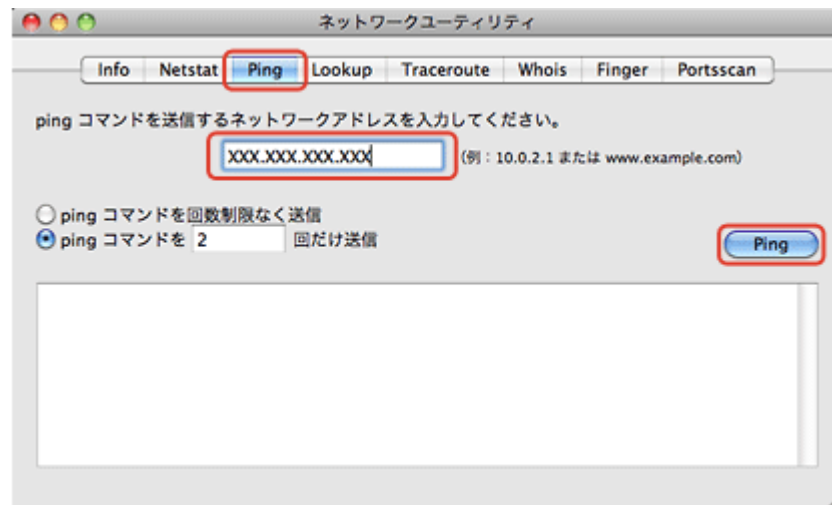 ネットワークユーティリティ
Info Netstat Ping Lookup Traceroute Whois Finger Portsscan
ping コマンドを送信するネットワークアドレスを入力してください。
XXX.XXX.XXX.XXX (例：10.0.2.1 または www.example.com)
ping コマンドを回数制限なく送信
ping コマンドを 2 回だけ送信
Ping